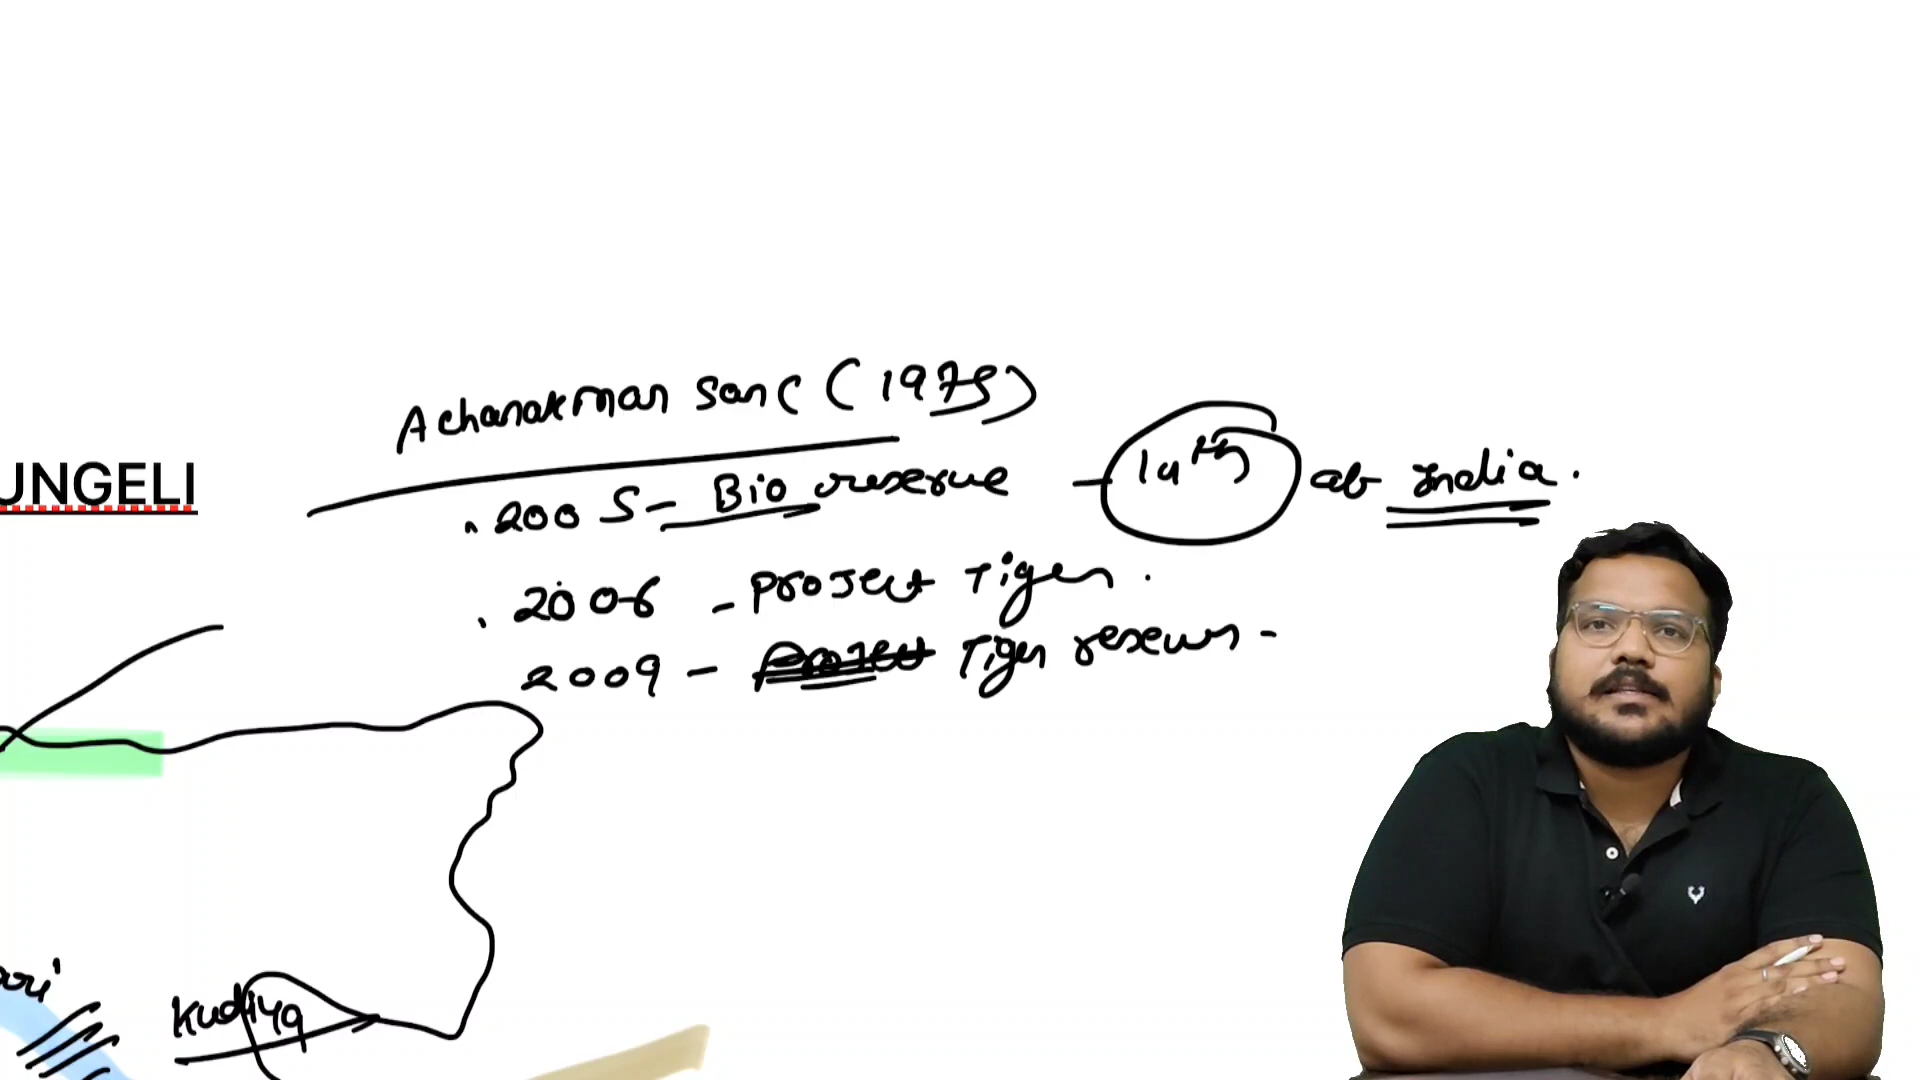 Achanakmar Sanc (1975)
UNGELI
. 2005 - Bio reserve - 14th of India.
. 2006 - Project Tiger.
2009 - Project Tiger reserve -
Kudiya